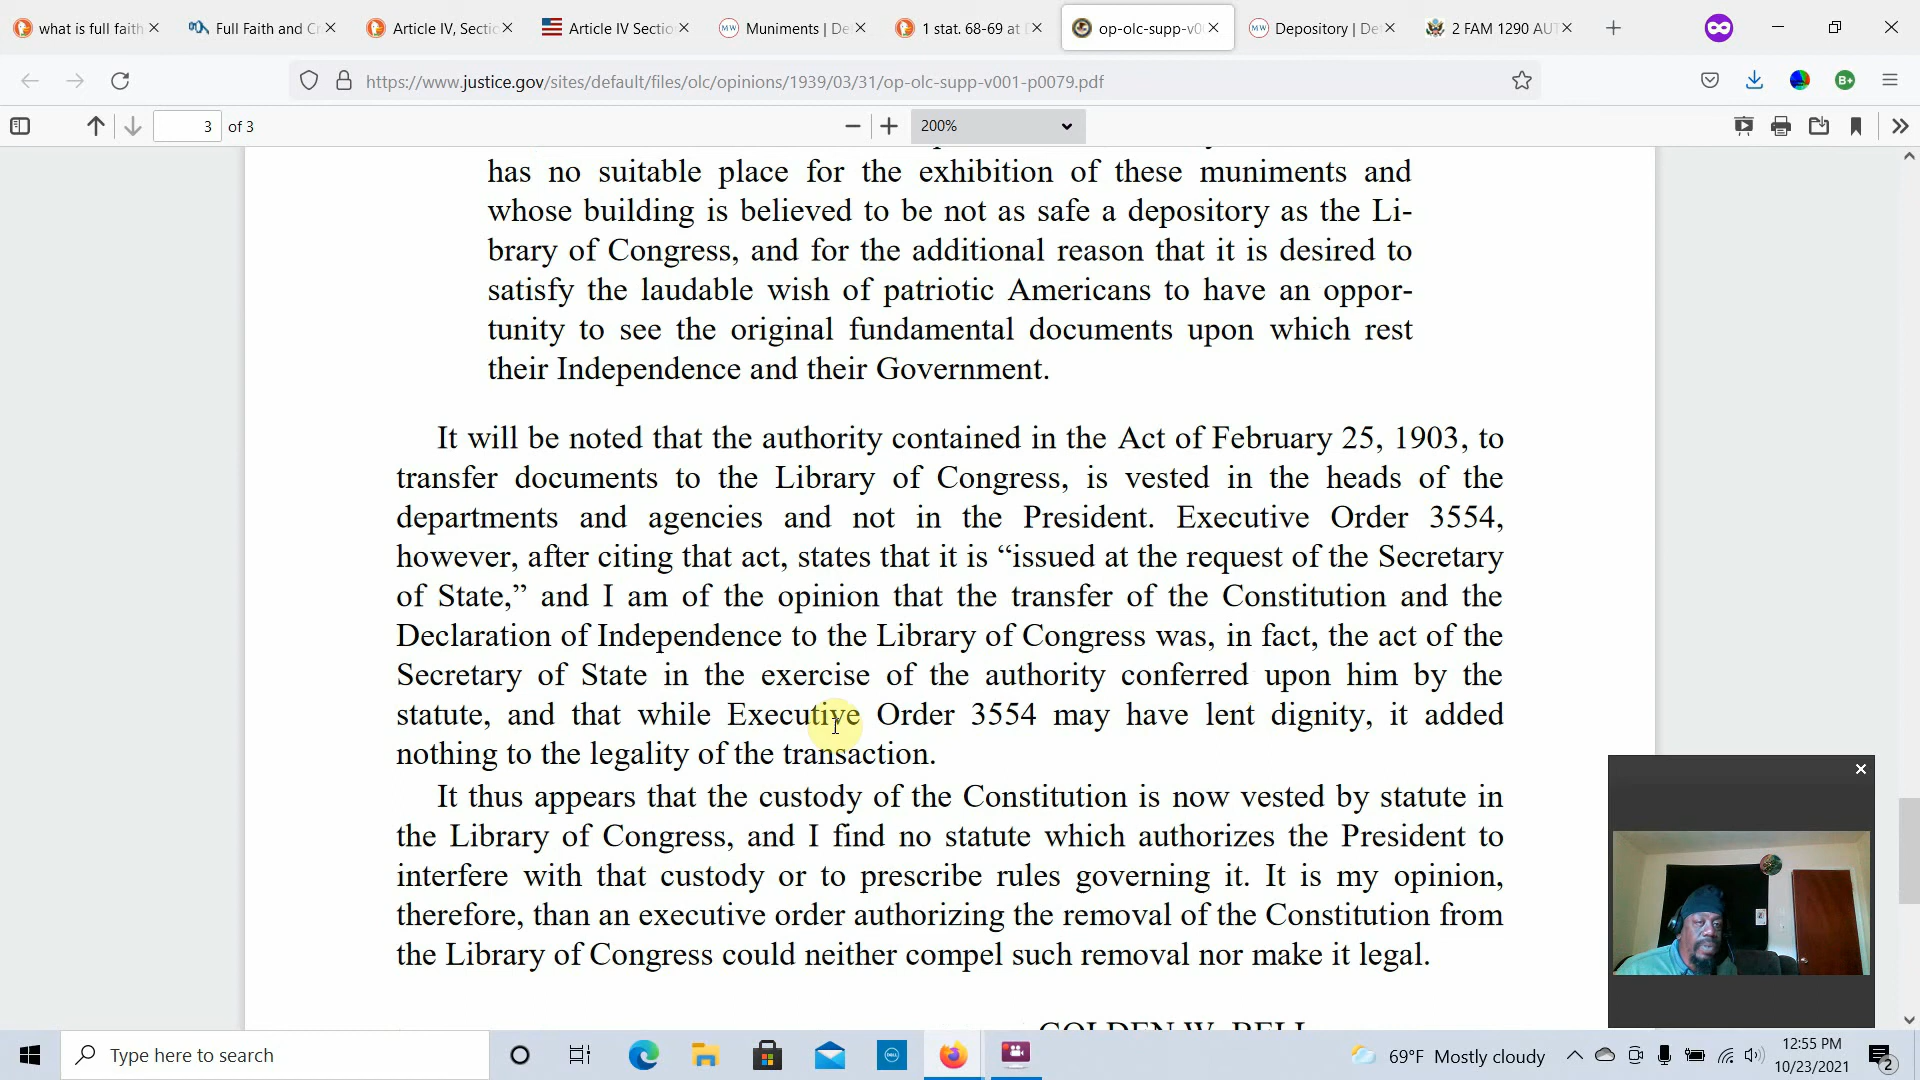 what is full faith
Full Faith and Cr
Article IV, Sectic
Article IV Sectio
Muniments | De
1 stat. 68-69 at D
op-olc-supp-v0
Depository | De
2 FAM 1290 AUT
https://www.justice.gov/sites/default/files/olc/opinions/1939/03/31/op-olc-supp-v001-p0079.pdf
B+
3 of 3
200%
has no suitable place for the exhibition of these muniments and
whose building is believed to be not as safe a depository as the Li-
brary of Congress, and for the additional reason that it is desired to
satisfy the laudable wish of patriotic Americans to have an oppor-
tunity to see the original fundamental documents upon which rest
their Independence and their Government.
It will be noted that the authority contained in the Act of February 25, 1903, to
transfer documents to the Library of Congress, is vested in the heads of the
departments and agencies and not in the President. Executive Order 3554,
however, after citing that act, states that it is “issued at the request of the Secretary
of State,” and I am of the opinion that the transfer of the Constitution and the
Declaration of Independence to the Library of Congress was, in fact, the act of the
Secretary of State in the exercise of the authority conferred upon him by the
statute, and that while Executive Order 3554 may have lent dignity, it added
nothing to the legality of the transaction.
It thus appears that the custody of the Constitution is now vested by statute in
the Library of Congress, and I find no statute which authorizes the President to
interfere with that custody or to prescribe rules governing it. It is my opinion,
therefore, than an executive order authorizing the removal of the Constitution from
the Library of Congress could neither compel such removal nor make it legal.
GOLDEN W. BELL
Type here to search
69°F Mostly cloudy
12:55 PM
10/23/2021
2